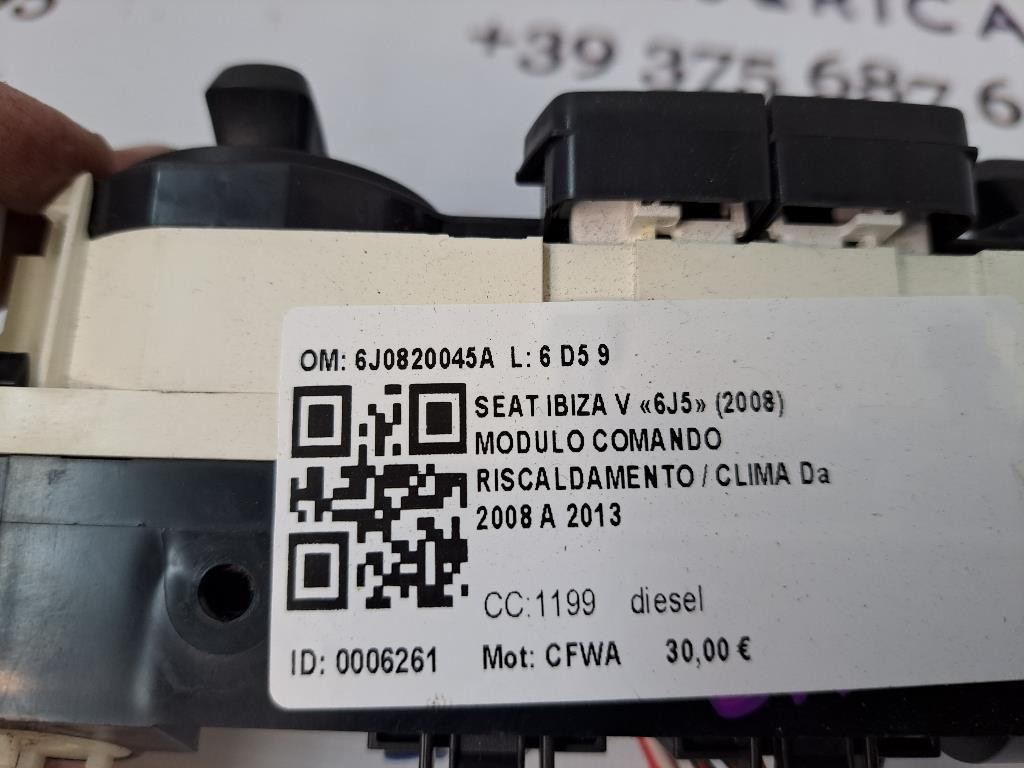 +39 375 687 6
OM: 6J0820045A L: 6 D5 9
SEAT IBIZA V «6J5» (2008)
MODULO COMANDO
RISCALDAMENTO / CLIMA Da
2008 A 2013
CC:1199 diesel
ID: 0006261 Mot: CFWA 30,00 €